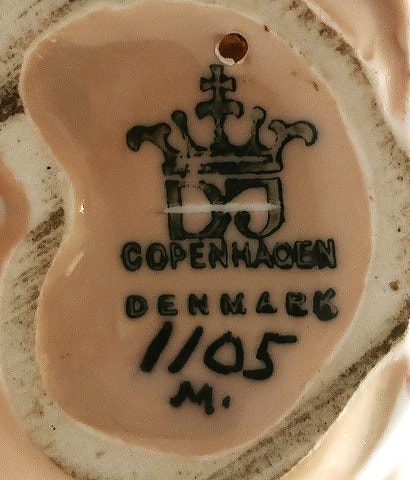 DJ
COPENHAGEN
DENMARK
1105
M.